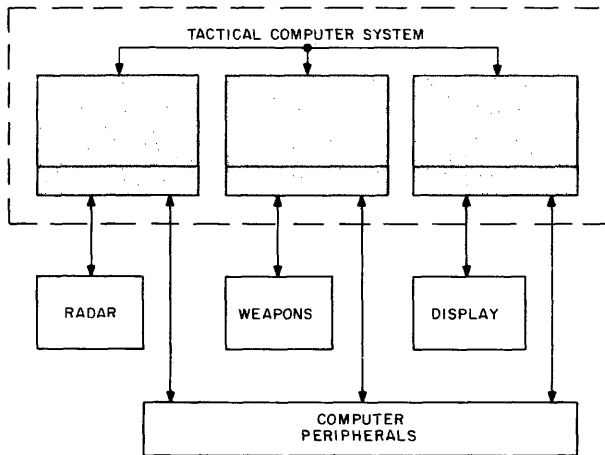 TACTICAL COMPUTER SYSTEM
RADAR
WEAPONS
DISPLAY
COMPUTER
PERIPHERALS